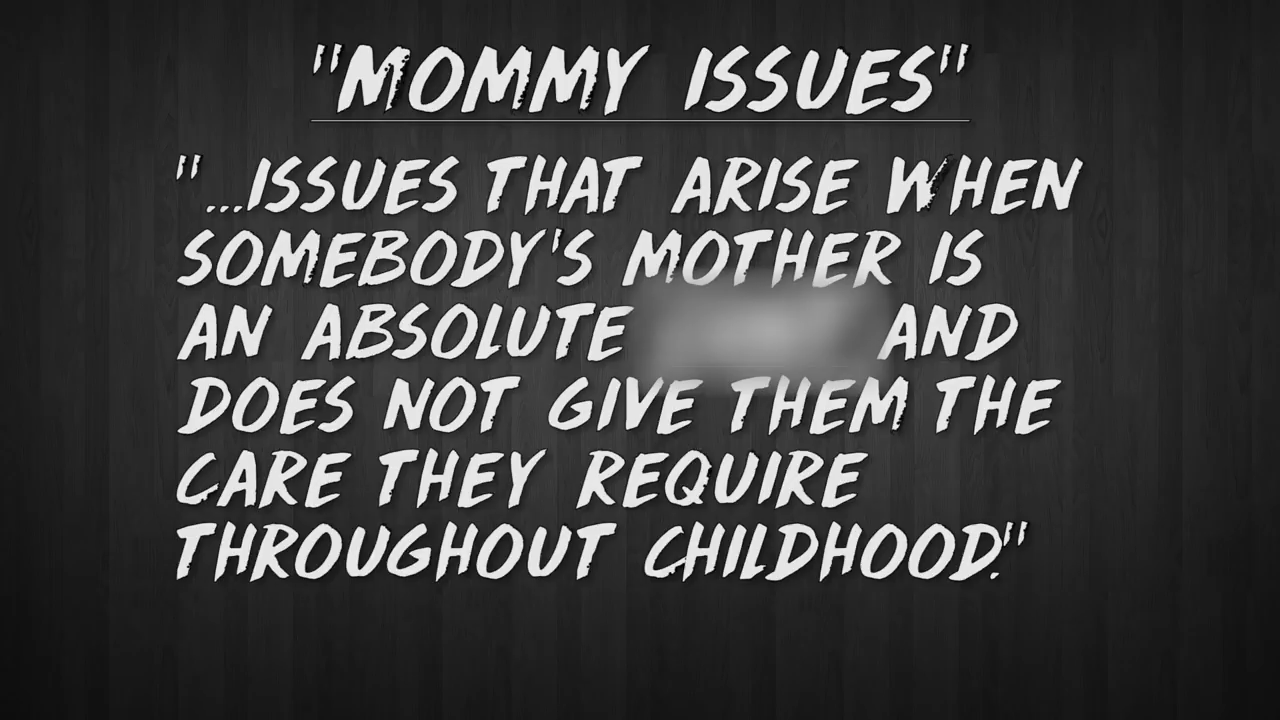 "MOMMY ISSUES"
"...ISSUES THAT ARISE WHEN
SOMEBODY'S MOTHER IS
AN ABSOLUTE AND
DOES NOT GIVE THEM THE
CARE THEY REQUIRE
THROUGHOUT CHILDHOOD."